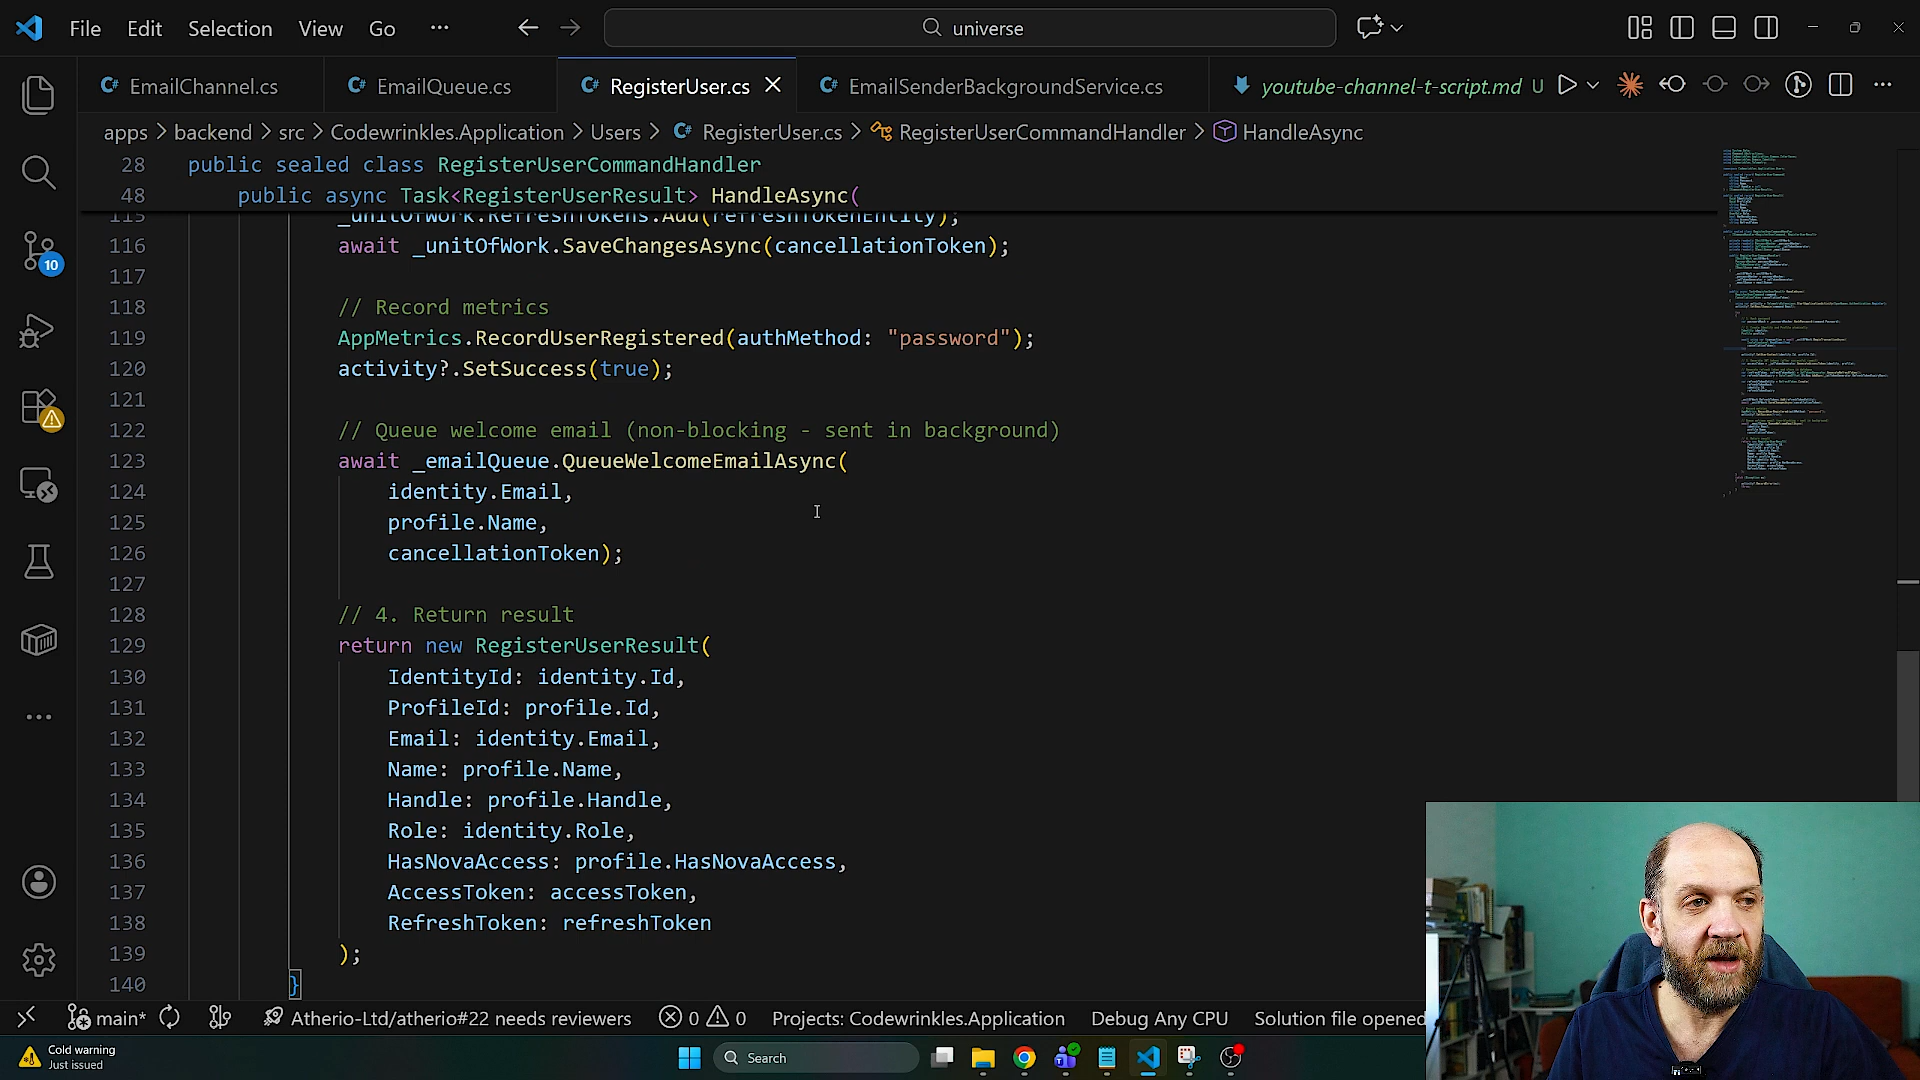 File Edit Selection View Go ···
universe
EmailChannel.cs
EmailQueue.cs
RegisterUser.cs
EmailSenderBackgroundService.cs
youtube-channel-t-script.md U
apps > backend > src > Codewrinkles.Application > Users > RegisterUser.cs > RegisterUserCommandHandler > HandleAsync
28 public sealed class RegisterUserCommandHandler
48 public async Task<RegisterUserResult> HandleAsync(
115 _unitOfWork.RefreshTokens.Add(refreshTokenEntity);
116 await _unitOfWork.SaveChangesAsync(cancellationToken);
117
118 // Record metrics
119 AppMetrics.RecordUserRegistered(authMethod: "password");
120 activity?.SetSuccess(true);
121
122 // Queue welcome email (non-blocking - sent in background)
123 await _emailQueue.QueueWelcomeEmailAsync(
124 identity.Email,
125 profile.Name,
126 cancellationToken);
127
128 // 4. Return result
129 return new RegisterUserResult(
130 IdentityId: identity.Id,
131 ProfileId: profile.Id,
132 Email: identity.Email,
133 Name: profile.Name,
134 Handle: profile.Handle,
135 Role: identity.Role,
136 HasNovaAccess: profile.HasNovaAccess,
137 AccessToken: accessToken,
138 RefreshToken: refreshToken
139 );
140 }
10
main* Atherio-Ltd/atherio#22 needs reviewers 0 0 Projects: Codewrinkles.Application Debug Any CPU Solution file opened
Cold warning
Just issued
Search